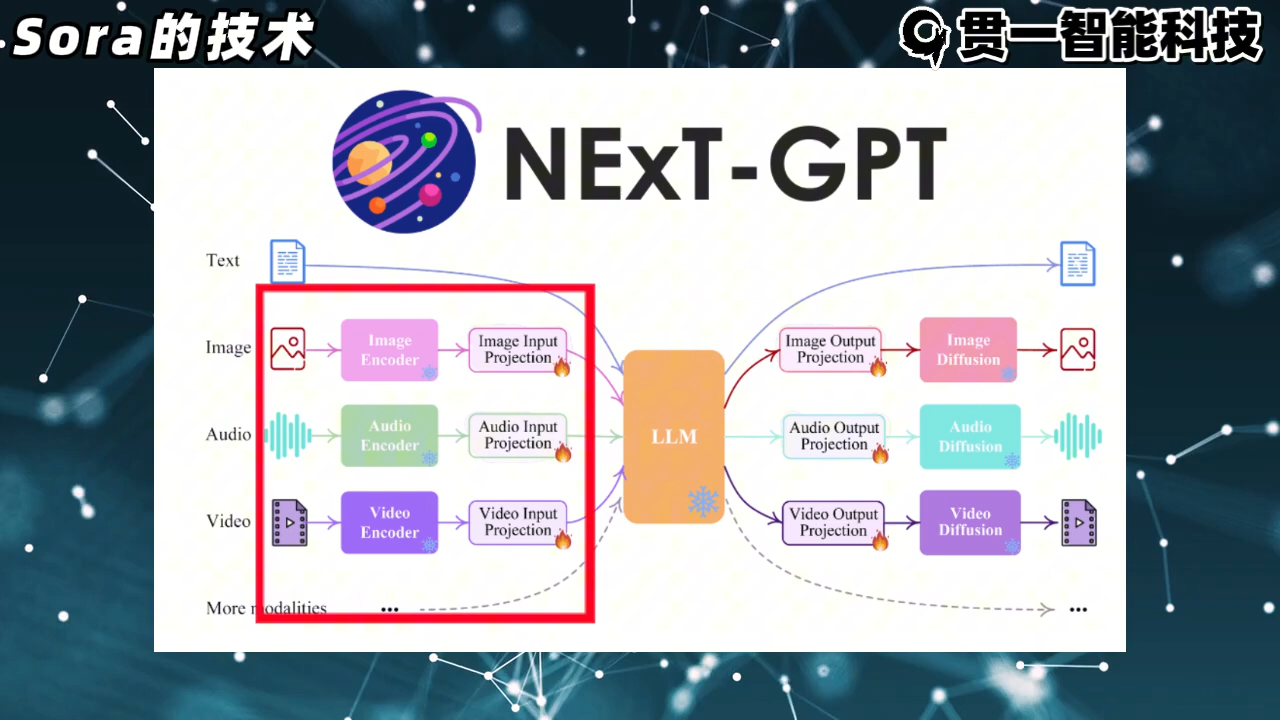 Sora的技术
贯一智能科技
NExT-GPT
Text
Image
Image
Encoder
Image Input
Projection
Image Output
Projection
Image
Diffusion
Audio
Audio
Encoder
Audio Input
Projection
LLM
Audio Output
Projection
Audio
Diffusion
Video
Video
Encoder
Video Input
Projection
Video Output
Projection
Video
Diffusion
More modalities
...
...